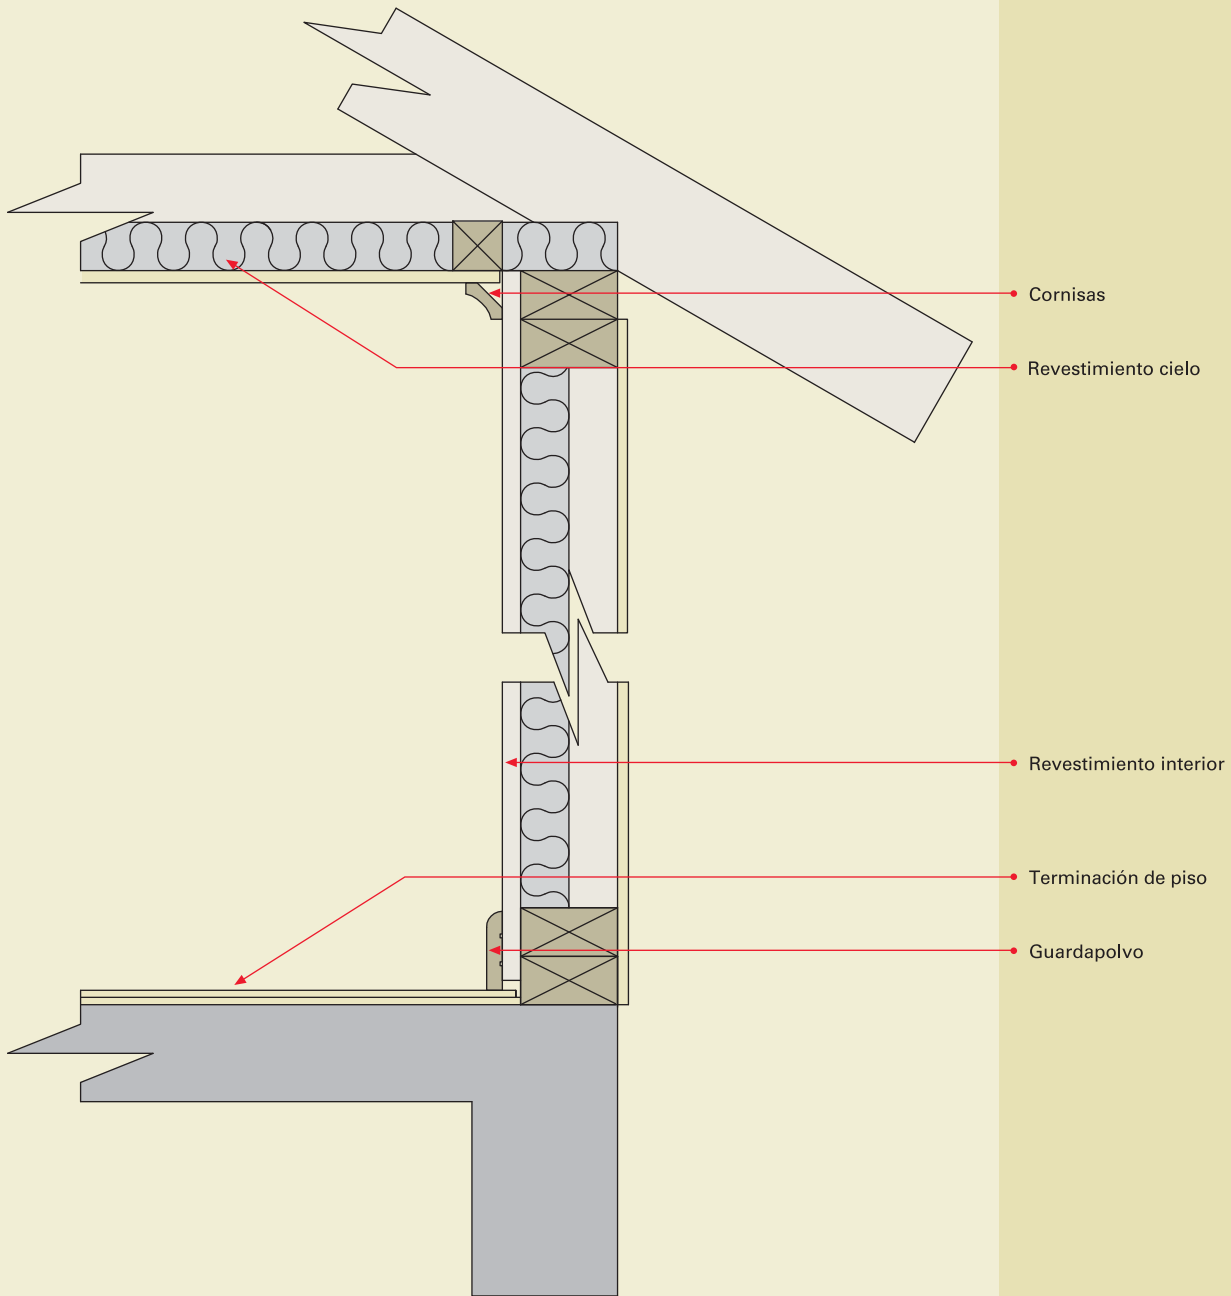 Cornisas
Revestimiento cielo
Revestimiento interior
Terminación de piso
Guardapolvo